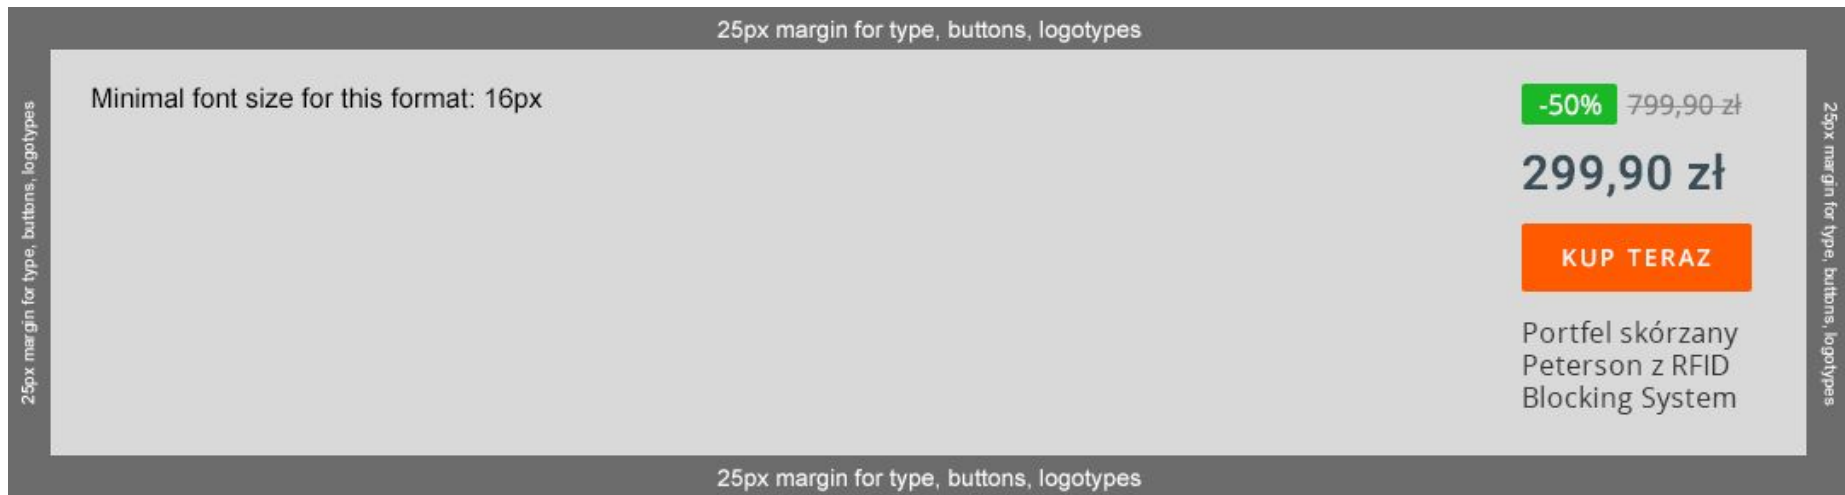 25px margin for type, buttons, logotypes
25px margin for type, buttons, logotypes
Minimal font size for this format: 16px
-50% 799,90 zł
299,90 zł
KUP TERAZ
Portfel skórzany
Peterson z RFID
Blocking System
25px margin for type, buttons, logotypes
25px margin for type, buttons, logotypes